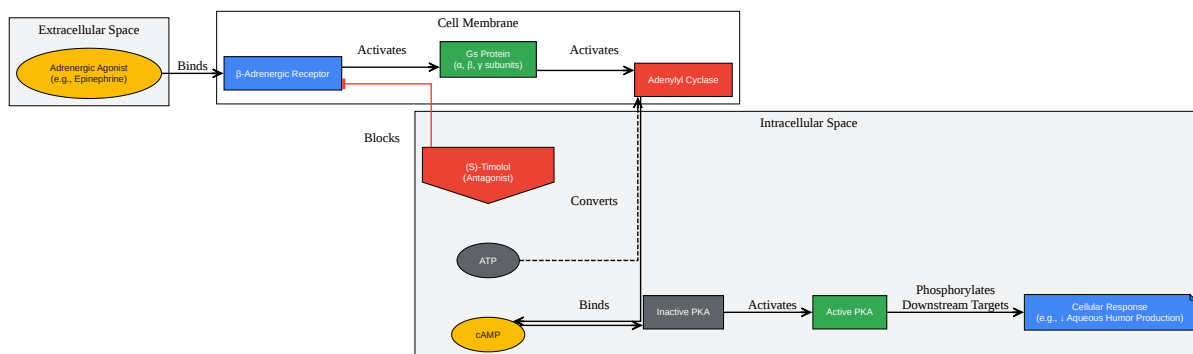 Extracellular Space
Adrenergic Agonist
(e.g., Epinephrine)
Binds
Cell Membrane
β-Adrenergic Receptor
Activates
Gs Protein
(α, β, γ subunits)
Activates
Adenylyl Cyclase
Intracellular Space
Blocks
(S)-Timolol
(Antagonist)
Converts
ATP
cAMP
Binds
Inactive PKA
Activates
Active PKA
Phosphorylates
Downstream Targets
Cellular Response
(e.g., ↓ Aqueous Humor Production)